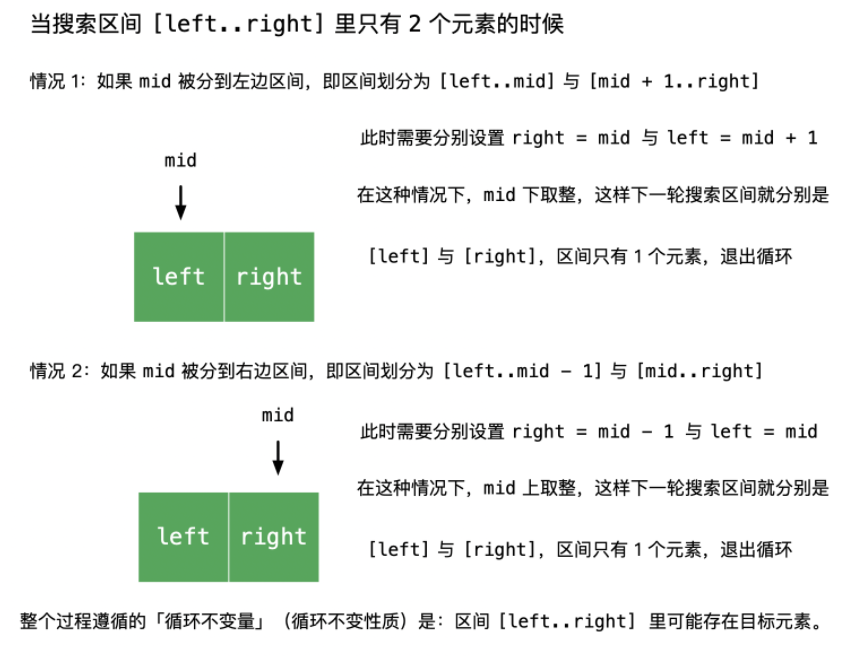 当搜索区间 [left..right] 里只有 2 个元素的时候
情况 1：如果 mid 被分到左边区间，即区间划分为 [left..mid] 与 [mid + 1..right]
此时需要分别设置 right = mid 与 left = mid + 1
mid
在这种情况下，mid 下取整，这样下一轮搜索区间就分别是
left right
[left] 与 [right]，区间只有 1 个元素，退出循环
情况 2：如果 mid 被分到右边区间，即区间划分为 [left..mid - 1] 与 [mid..right]
mid
此时需要分别设置 right = mid - 1 与 left = mid
在这种情况下，mid 上取整，这样下一轮搜索区间就分别是
left right
[left] 与 [right]，区间只有 1 个元素，退出循环
整个过程遵循的「循环不变量」（循环不变性质）是：区间 [left..right] 里可能存在目标元素。